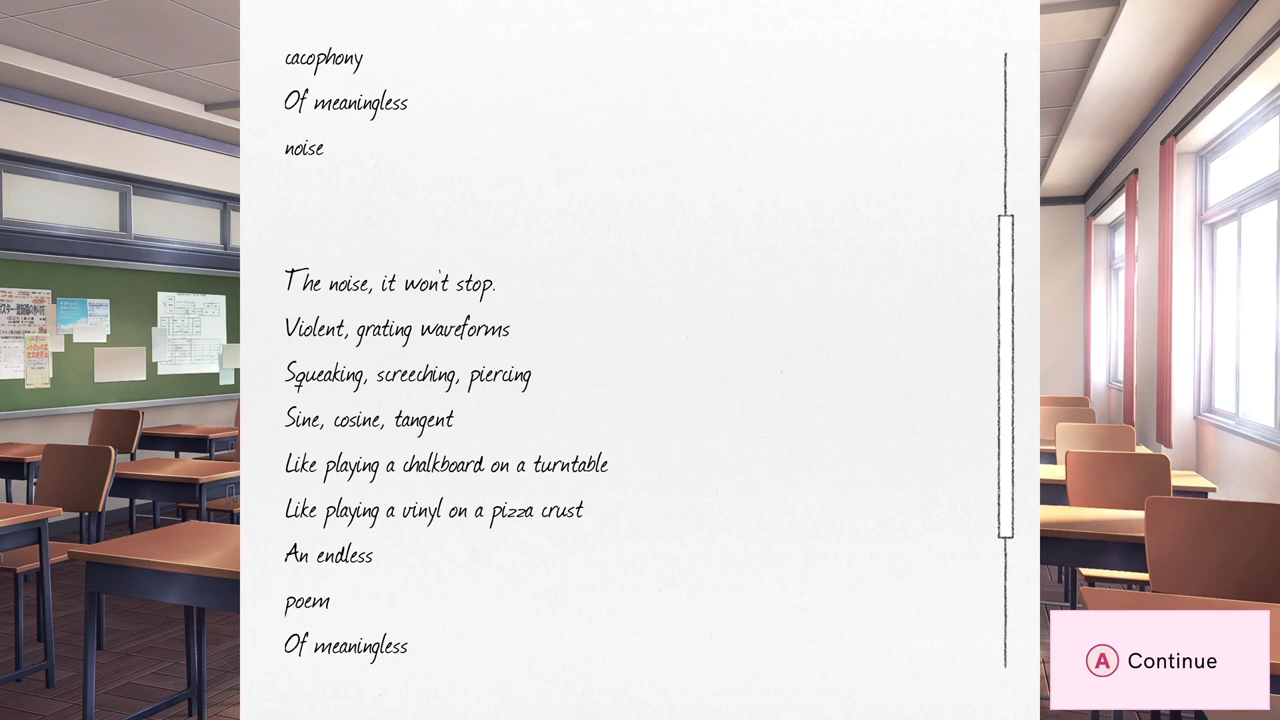 cacophony
Of meaningless
noise
The noise, it won't stop.
Violent, grating waveforms
Squeaking, screeching, piercing
Sine, cosine, tangent
Like playing a chalkboard on a turntable
Like playing a vinyl on a pizza crust
An endless
poem
Of meaningless
A Continue